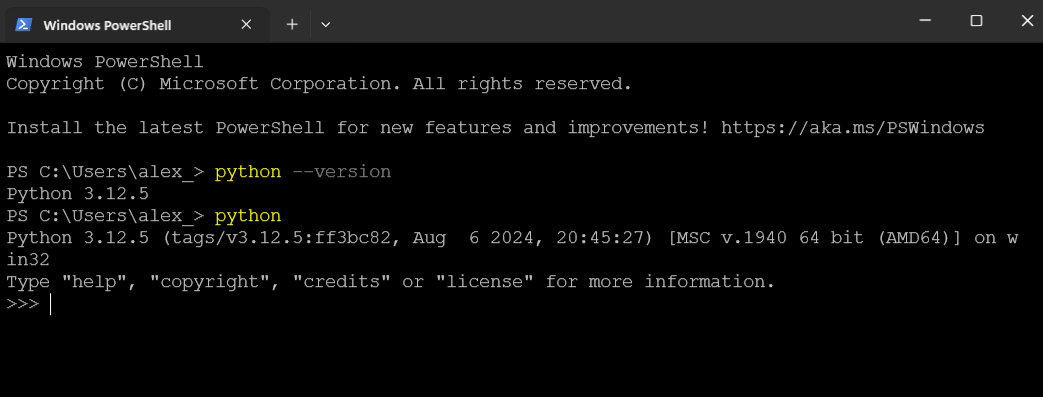 Windows PowerShell
Windows PowerShell
Copyright (C) Microsoft Corporation. All rights reserved.
Install the latest PowerShell for new features and improvements! https://aka.ms/PSWindows
PS C:\Users\alex_> python --version
Python 3.12.5
PS C:\Users\alex_> python
Python 3.12.5 (tags/v3.12.5:ff3bc82, Aug  6 2024, 20:45:27) [MSC v.1940 64 bit (AMD64)] on w
in32
Type "help", "copyright", "credits" or "license" for more information.
>>>